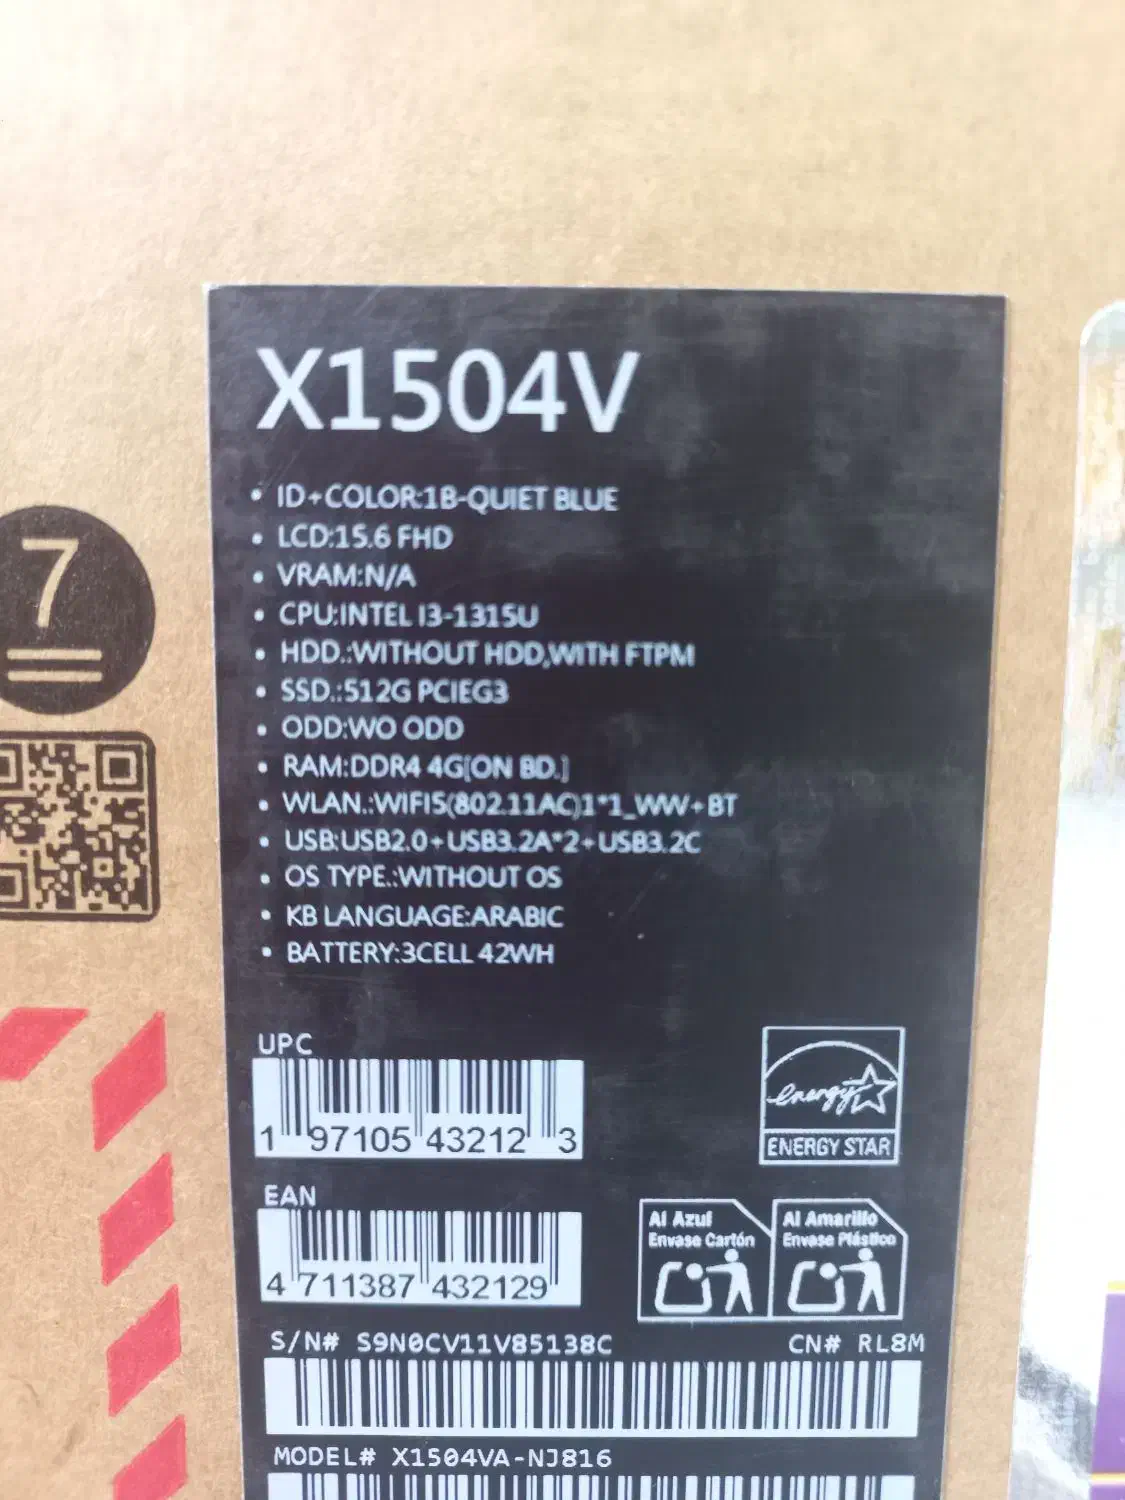 X1504V
• ID+COLOR:1B-QUIET BLUE
• LCD:15.6 FHD
• VRAM:N/A
• CPU:INTEL I3-1315U
• HDD.:WITHOUT HDD,WITH FTPM
• SSD.:512G PCIEG3
• ODD:WO ODD
• RAM:DDR4 4G[ON BD.]
• WLAN.:WIFI5(802.11AC)1*1_WW+BT
• USB:USB2.0+USB3.2A*2+USB3.2C
• OS TYPE.:WITHOUT OS
• KB LANGUAGE:ARABIC
• BATTERY:3CELL 42WH
7
UPC
1 97105 43212 3
energy
ENERGY STAR
EAN
4 711387 432129
Al Azul
Envase Cartón
Al Amarillo
Envase Plástico
S/N# S9N0CV11V85138C CN# RL8M
MODEL# X1504VA-NJ816